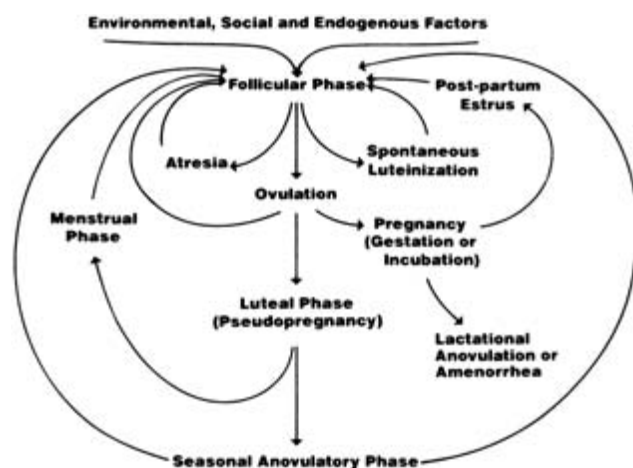 Environmental, Social and Endogenous Factors
Follicular Phase
Post-partum
Estrus
Atresia
Spontaneous
Luteinization
Ovulation
Menstrual
Phase
Pregnancy
(Gestation or
Incubation)
Luteal Phase
(Pseudopregnancy)
Lactational
Anovulation or
Amenorrhea
Seasonal Anovulatory Phase